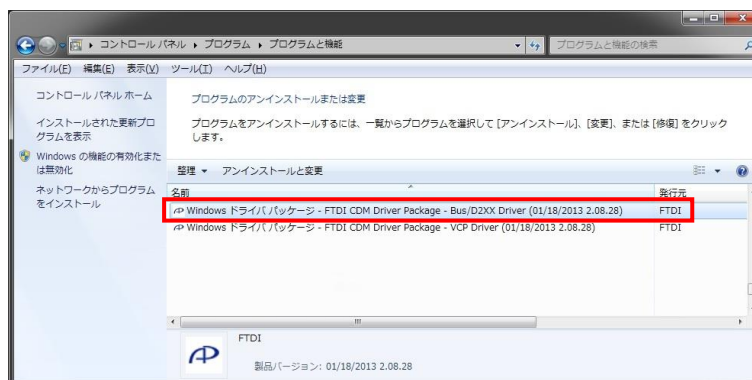 コントロール パネル ▸ プログラム ▸ プログラムと機能
プログラムと機能の検索
ファイル(F) 編集(E) 表示(V) ツール(T) ヘルプ(H)
コントロール パネル ホーム
インストールされた更新プロ
グラムを表示
Windows の機能の有効化また
は無効化
ネットワークからプログラム
をインストール
プログラムのアンインストールまたは変更
プログラムをアンインストールするには、一覧からプログラムを選択して [アンインストール]、[変更]、または [修復] をクリック
します。
整理 ▾ アンインストールと変更
名前 発行元
Windows ドライバ パッケージ - FTDI CDM Driver Package - Bus/D2XX Driver (01/18/2013 2.08.28) FTDI
Windows ドライバ パッケージ - FTDI CDM Driver Package - VCP Driver (01/18/2013 2.08.28) FTDI
FTDI
製品バージョン: 01/18/2013 2.08.28